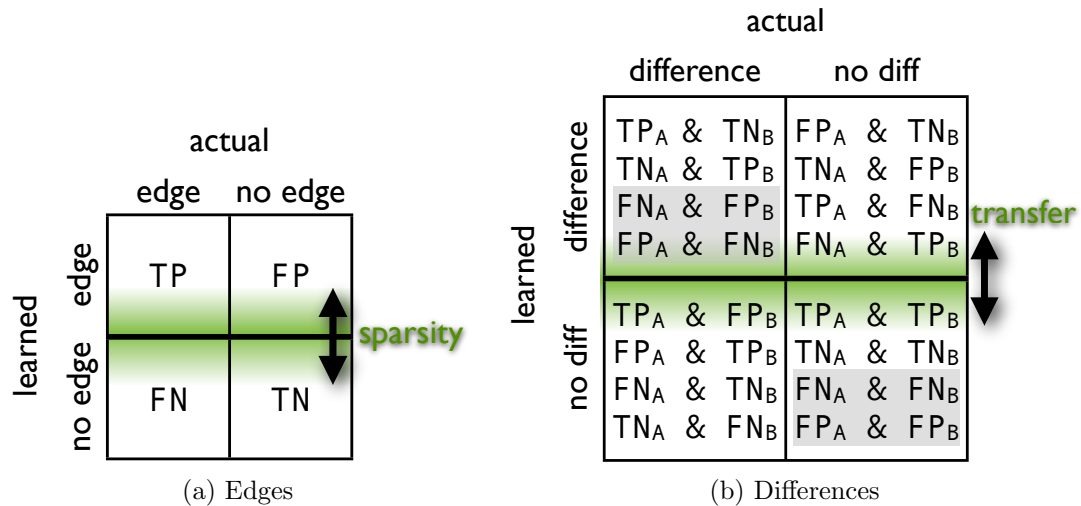 actual
edge no edge
learned
edge
TP FP
sparsity
no edge
FN TN
(a) Edges
actual
difference no diff
learned
difference
TPA & TNB FPA & TNB
TNA & TPB TNA & FPB
FNA & FPB TPA & FNB
FPA & FNB FNA & TPB
transfer
no diff
TPA & FPB TPA & TPB
FPA & TPB TNA & TNB
FNA & TNB FNA & FNB
TNA & FNB FPA & FPB
(b) Differences